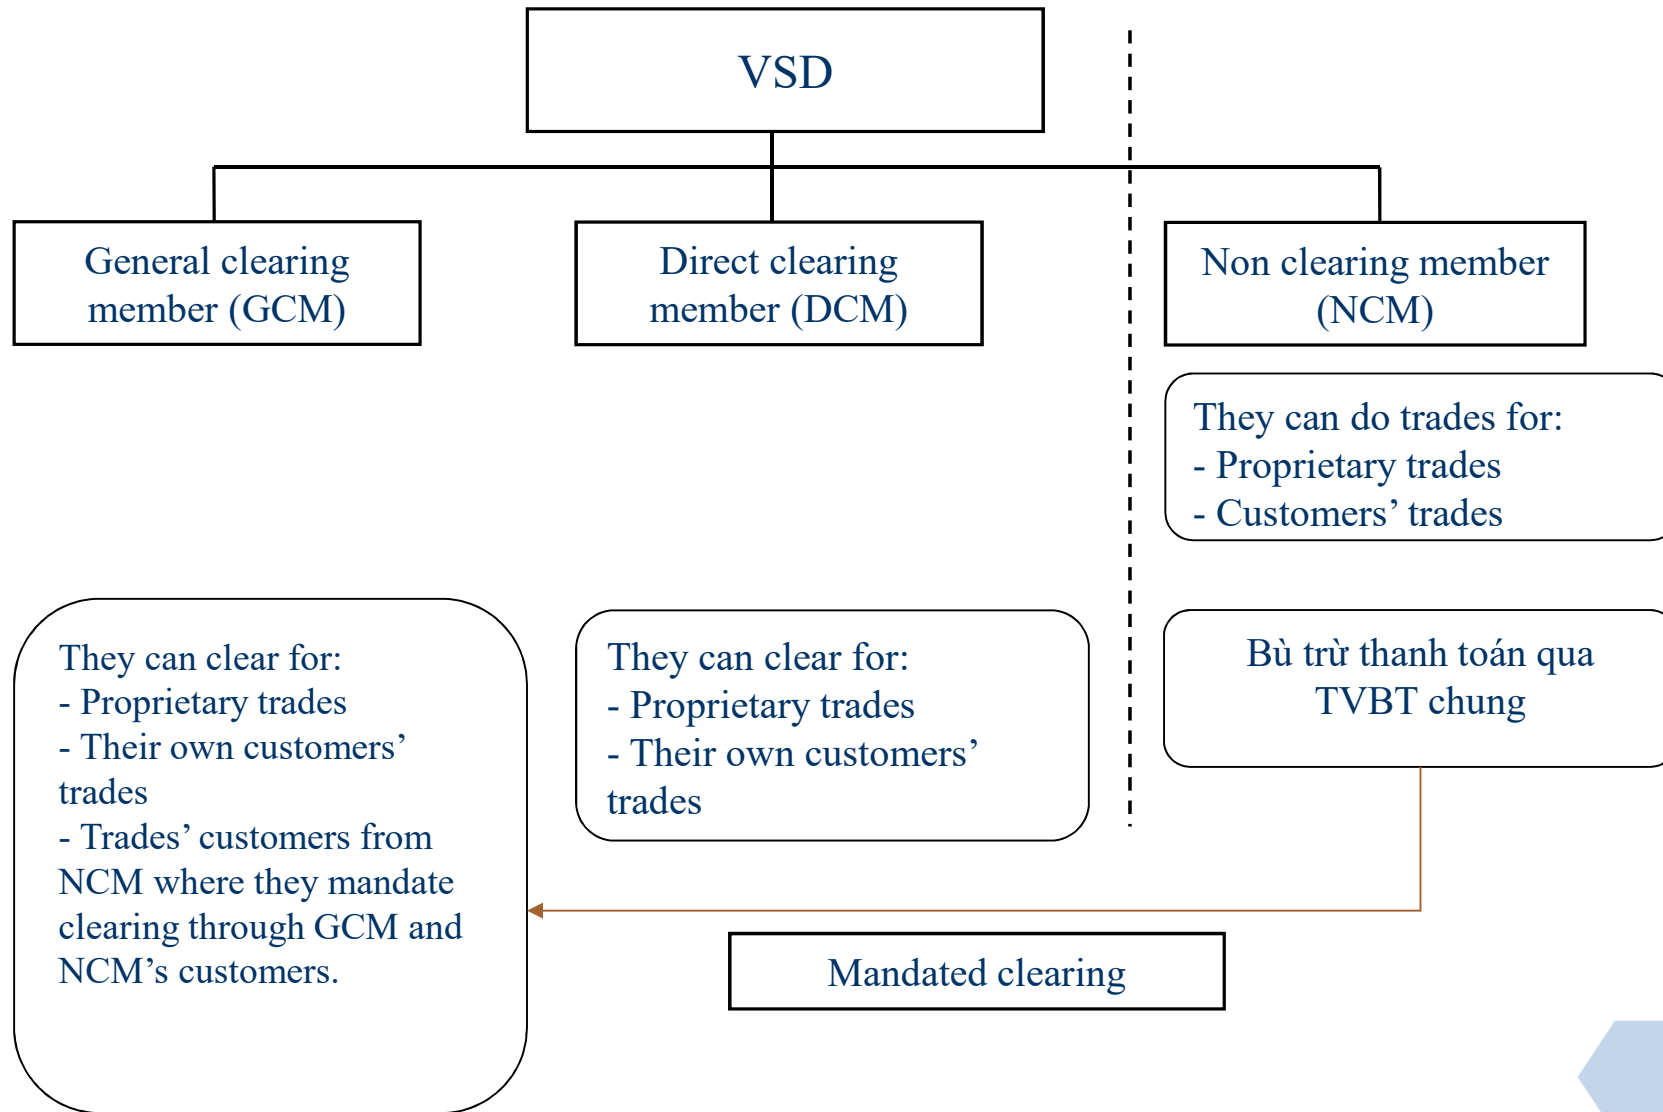 VSD
General clearing
member (GCM)
Direct clearing
member (DCM)
Non clearing member
(NCM)
They can do trades for:
- Proprietary trades
- Customers’ trades
They can clear for:
- Proprietary trades
- Their own customers’
trades
- Trades’ customers from
NCM where they mandate
clearing through GCM and
NCM’s customers.
They can clear for:
- Proprietary trades
- Their own customers’
trades
Bù trừ thanh toán qua
TVBT chung
Mandated clearing